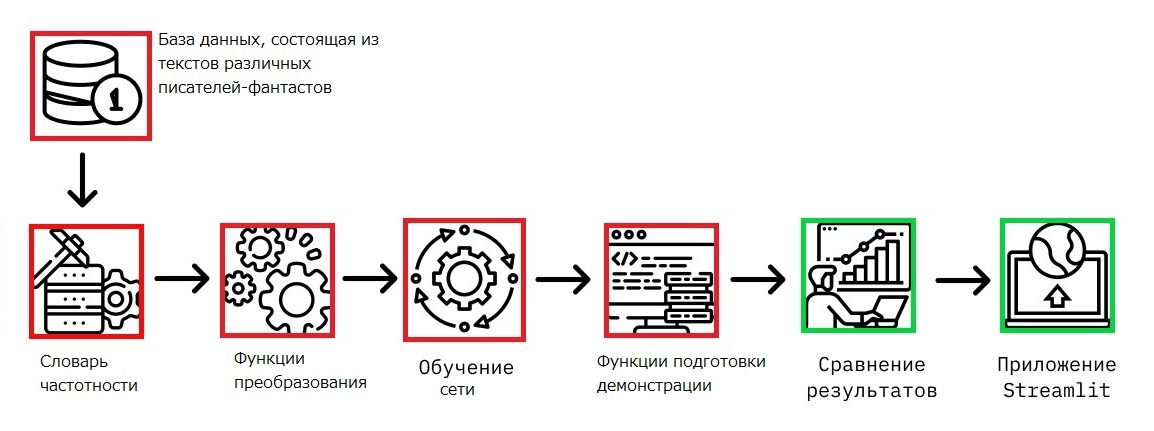 База данных, состоящая из
текстов различных
писателей-фантастов
1
Словарь
частотности
Функции
преобразования
Обучение
сети
</>
Функции подготовки
демонстрации
Сравнение
результатов
Приложение
Streamlit